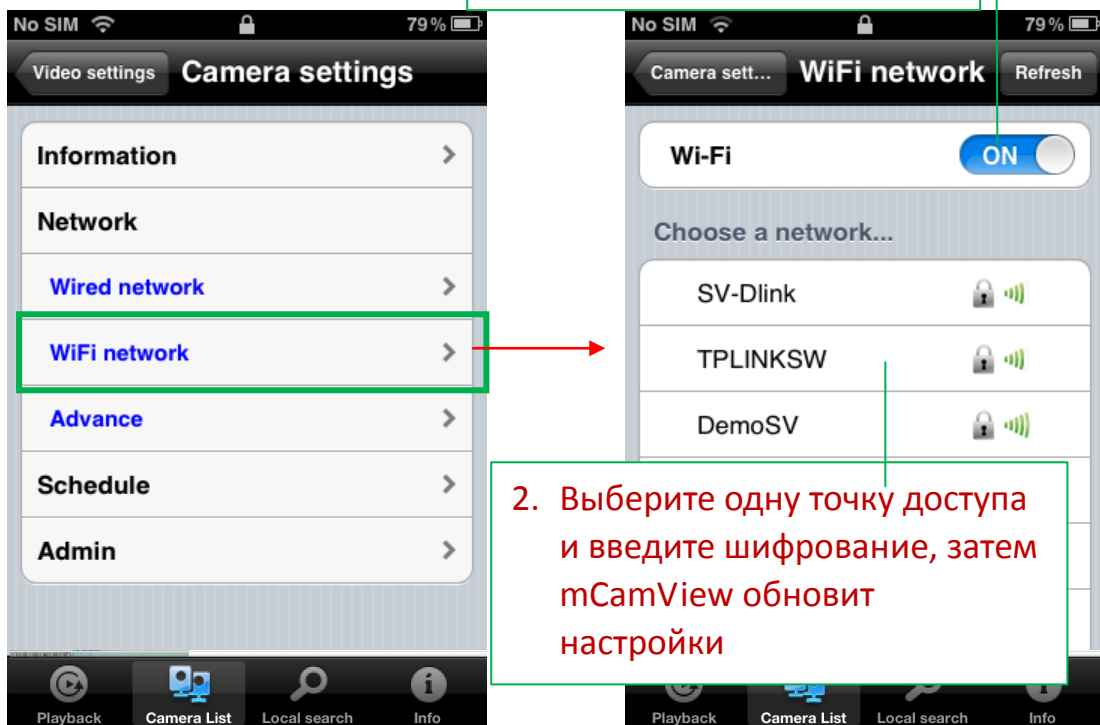 No SIM 79%
Video settings Camera settings
Information
Network
Wired network
WiFi network
Advance
Schedule
Admin
Playback Camera List Local search Info
No SIM 79%
Camera sett... WiFi network Refresh
Wi-Fi ON
Choose a network...
SV-Dlink
TPLINKSW
DemoSV
2. Выберите одну точку доступа
и введите шифрование, затем
mCamView обновит
настройки
Playback Camera List Local search Info